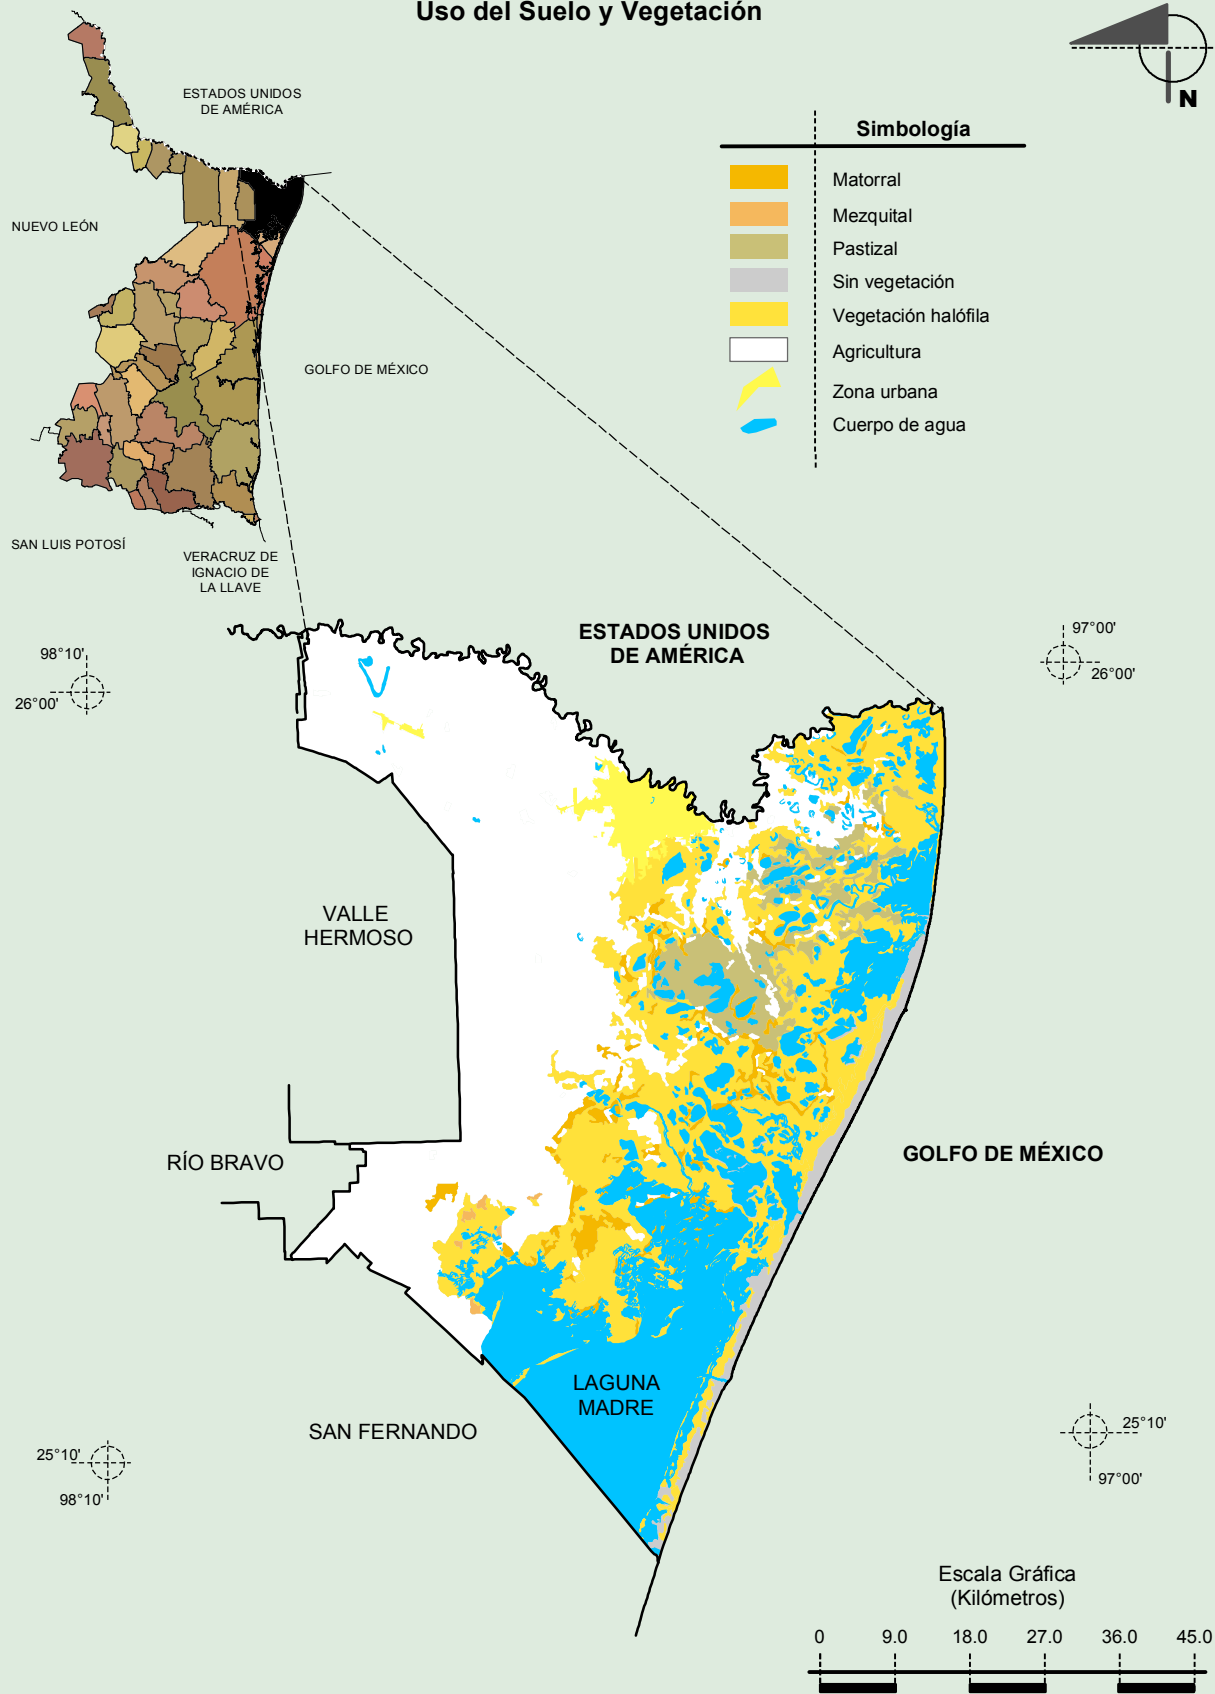 Uso del Suelo y Vegetación
N
ESTADOS UNIDOS
DE AMÉRICA
NUEVO LEÓN
GOLFO DE MÉXICO
SAN LUIS POTOSÍ
VERACRUZ DE
IGNACIO DE
LA LLAVE
Simbología
Matorral
Mezquital
Pastizal
Sin vegetación
Vegetación halófila
Agricultura
Zona urbana
Cuerpo de agua
98°10'
26°00'
ESTADOS UNIDOS
DE AMÉRICA
97°00'
26°00'
VALLE
HERMOSO
RÍO BRAVO
GOLFO DE MÉXICO
LAGUNA
MADRE
SAN FERNANDO
25°10'
98°10'
25°10'
97°00'
Escala Gráfica
(Kilómetros)
0 9.0 18.0 27.0 36.0 45.0